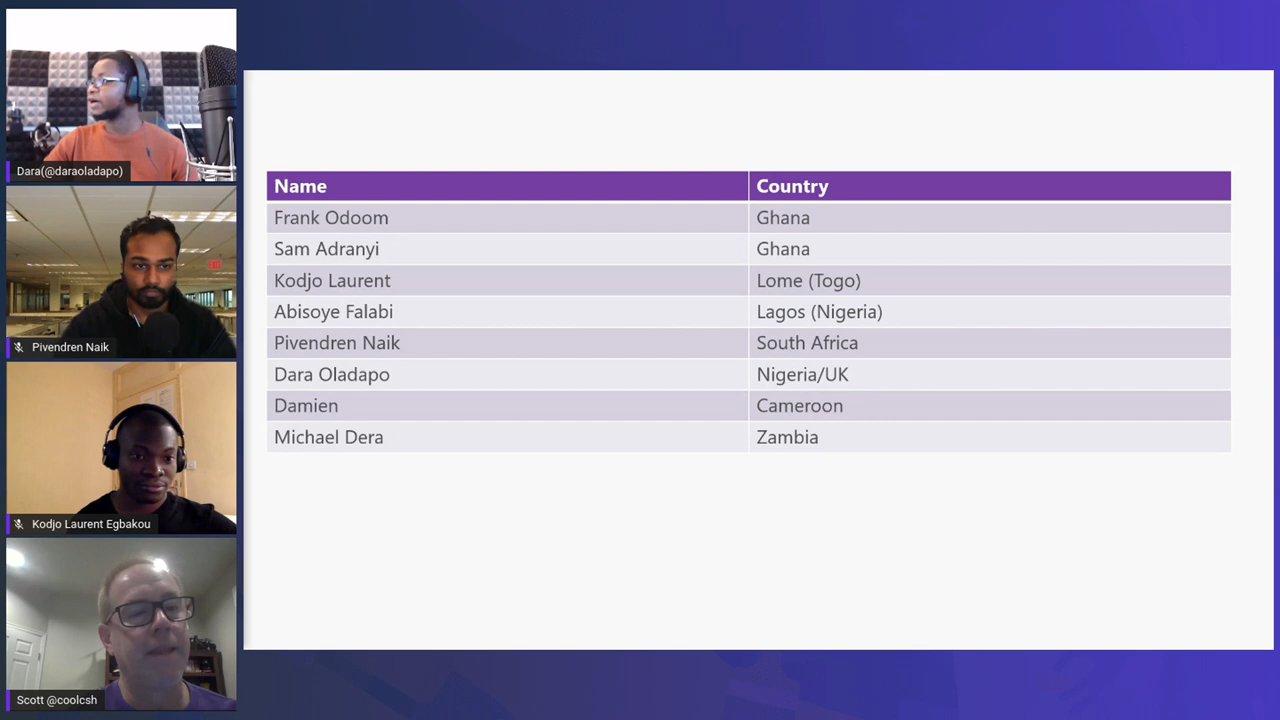 Dara(@daraoladapo)
Pivendren Naik
Kodjo Laurent Egbakou
Scott @coolcsh
Name Country
Frank Odoom Ghana
Sam Adranyi Ghana
Kodjo Laurent Lome (Togo)
Abisoye Falabi Lagos (Nigeria)
Pivendren Naik South Africa
Dara Oladapo Nigeria/UK
Damien Cameroon
Michael Dera Zambia